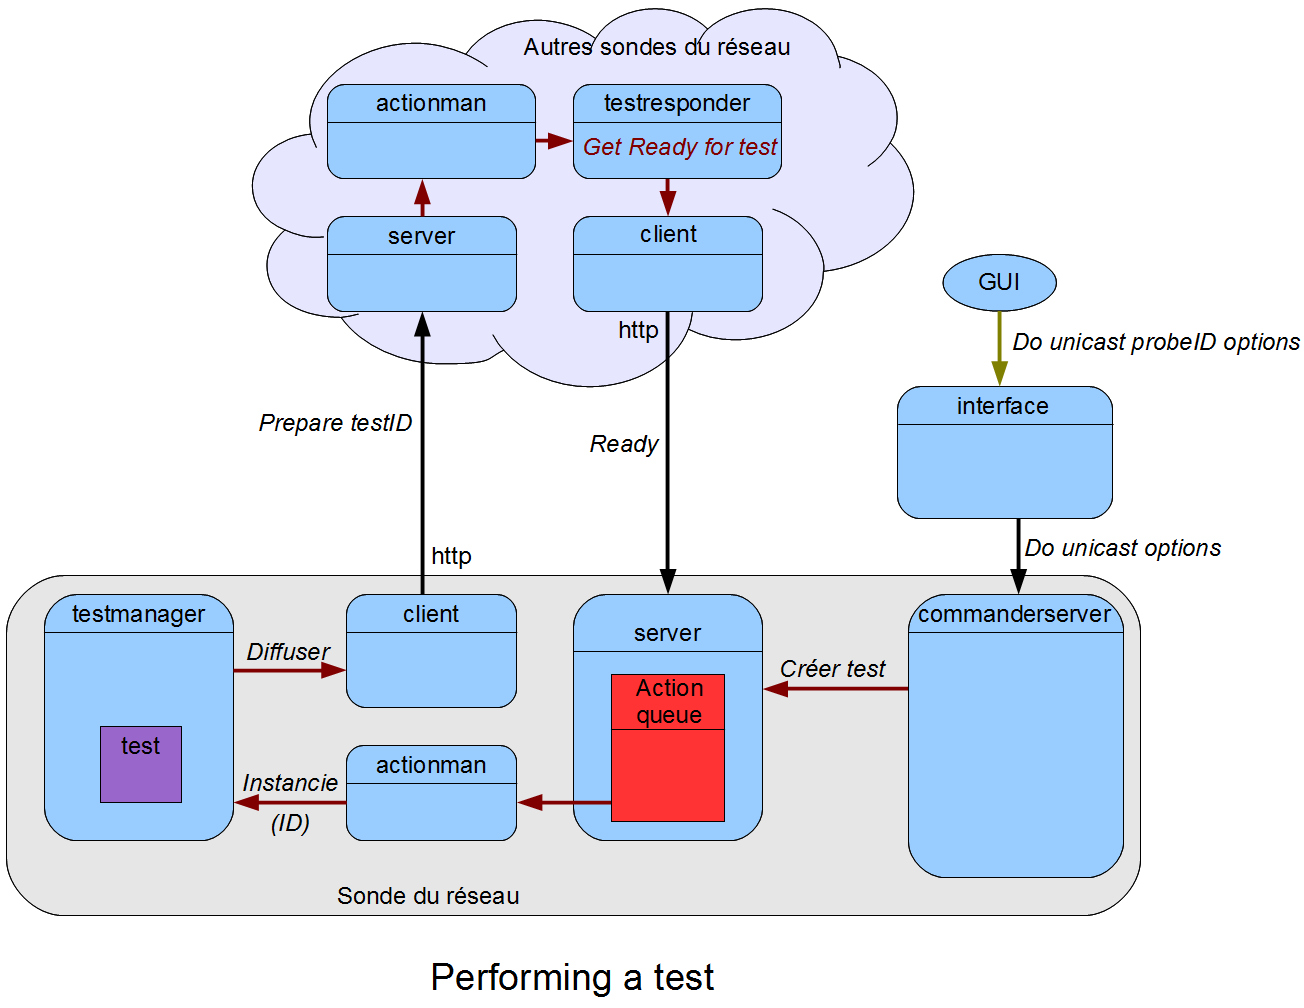 Autres sondes du réseau
actionman
testresponder
Get Ready for test
server
client
GUI
http
Do unicast probeID options
interface
Prepare testID
Ready
http
Do unicast options
testmanager
client
server
commanderserver
Diffuser
Créer test
Action
queue
test
actionman
Instancie
(ID)
Sonde du réseau
Performing a test